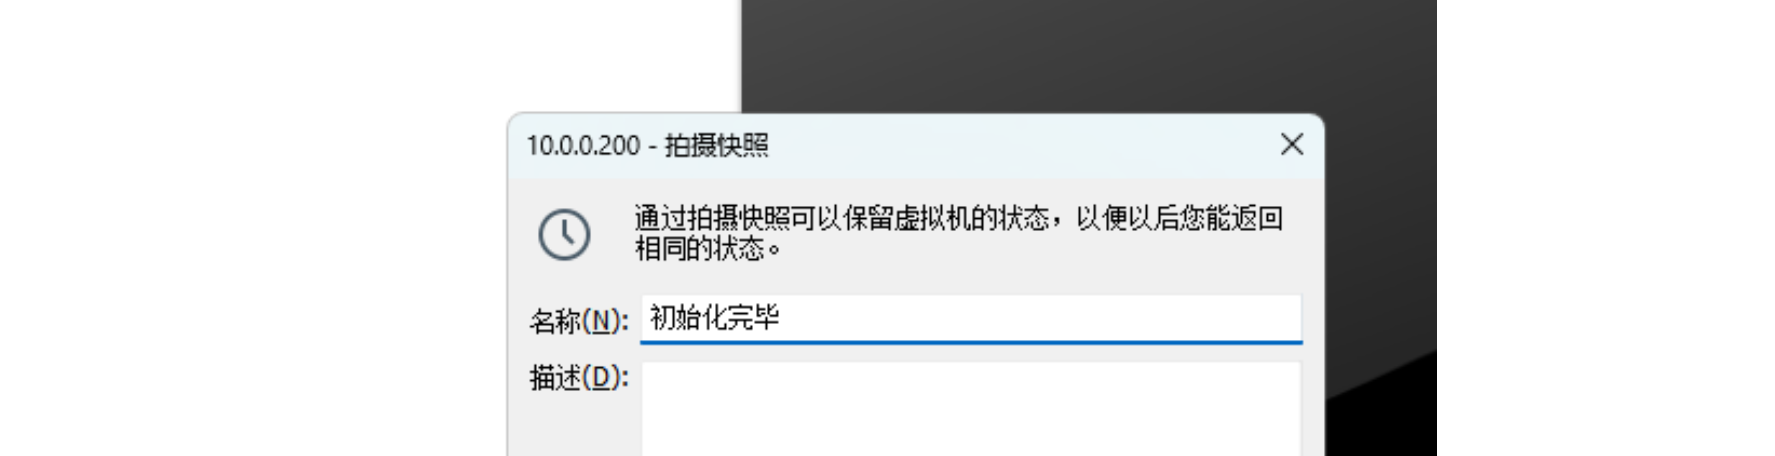 10.0.0.200 - 拍摄快照
通过拍摄快照可以保留虚拟机的状态，以便以后您能返回
相同的状态。
名称(N): 初始化完毕
描述(D):